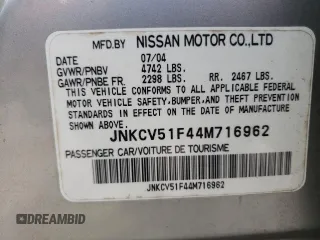 MFD.BY NISSAN MOTOR CO.,LTD
07/04
GVWR/PNBV 4742 LBS.
GAWR/PNBE FR. 2298 LBS. RR. 2467 LBS.
THIS VEHICLE CONFORMS TO ALL APPLICABLE FEDERAL
MOTOR VEHICLE SAFETY,BUMPER,AND THEFT PREVENTION
STANDARDS IN EFFECT ON THE DATE OF MANUFACTURE
SHOWN ABOVE.
JNKCV51F44M716962
PASSENGER CAR/VOITURE DE TOURISME
JNKCV51F44M716962
© DREAMBID